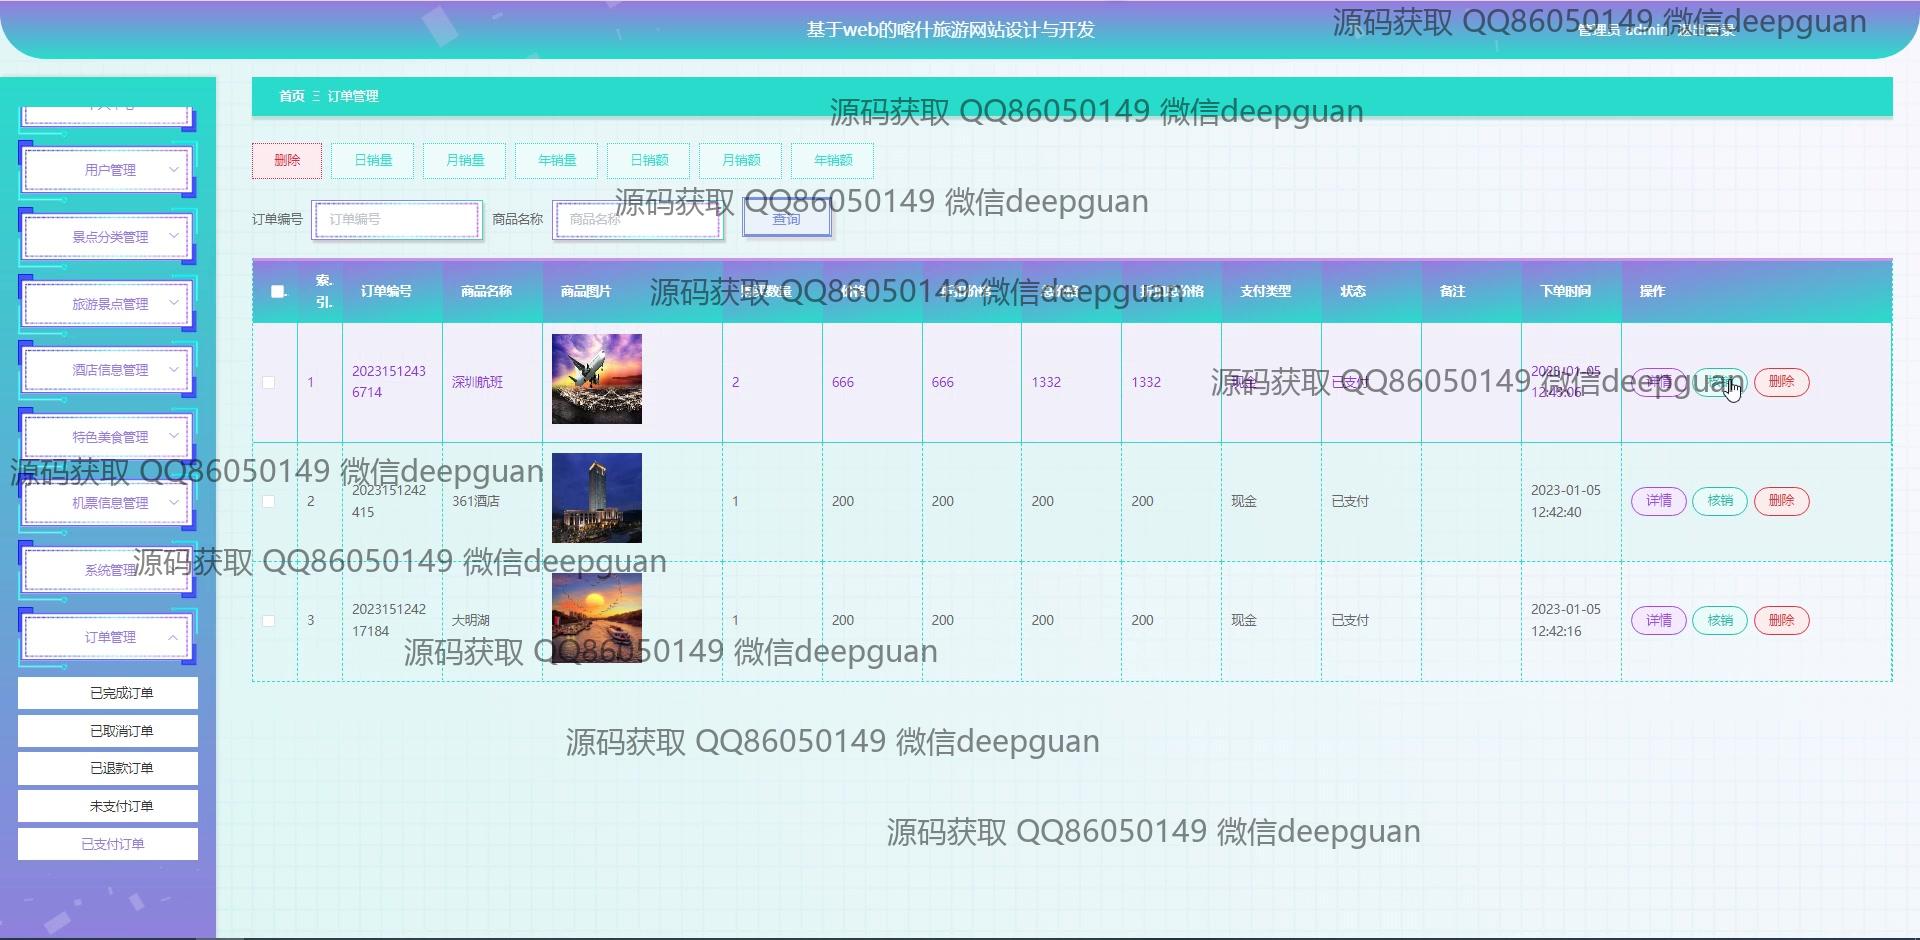 基于web的喀什旅游网站设计与开发
管理员 admin 退出登录
源码获取 QQ86050149 微信deepguan
首页 三 订单管理
源码获取 QQ86050149 微信deepguan
删除 日销量 月销量 年销量 日销额 月销额 年销额
源码获取 QQ86050149 微信deepguan
订单编号 订单编号 商品名称 商品名称 查询
用户管理
景点分类管理
旅游景点管理
酒店信息管理
特色美食管理
机票信息管理
系统管理
订单管理
已完成订单
已取消订单
已退款订单
未支付订单
已支付订单
索引. 订单编号 商品名称 商品图片 购买数量 价格 折扣价格 总价格 折扣总价格 支付类型 状态 备注 下单时间 操作
源码获取 QQ86050149 微信deepguan
1 20231512436714 深圳航班 2 666 666 1332 1332 现金 已支付 2023-01-05 12:43:06 详情 核销 删除
源码获取 QQ86050149 微信deepguan
源码获取 QQ86050149 微信deepguan
2 2023151242415 361酒店 1 200 200 200 200 现金 已支付 2023-01-05 12:42:40 详情 核销 删除
源码获取 QQ86050149 微信deepguan
3 202315124217184 大明湖 1 200 200 200 200 现金 已支付 2023-01-05 12:42:16 详情 核销 删除
源码获取 QQ86050149 微信deepguan
源码获取 QQ86050149 微信deepguan
源码获取 QQ86050149 微信deepguan